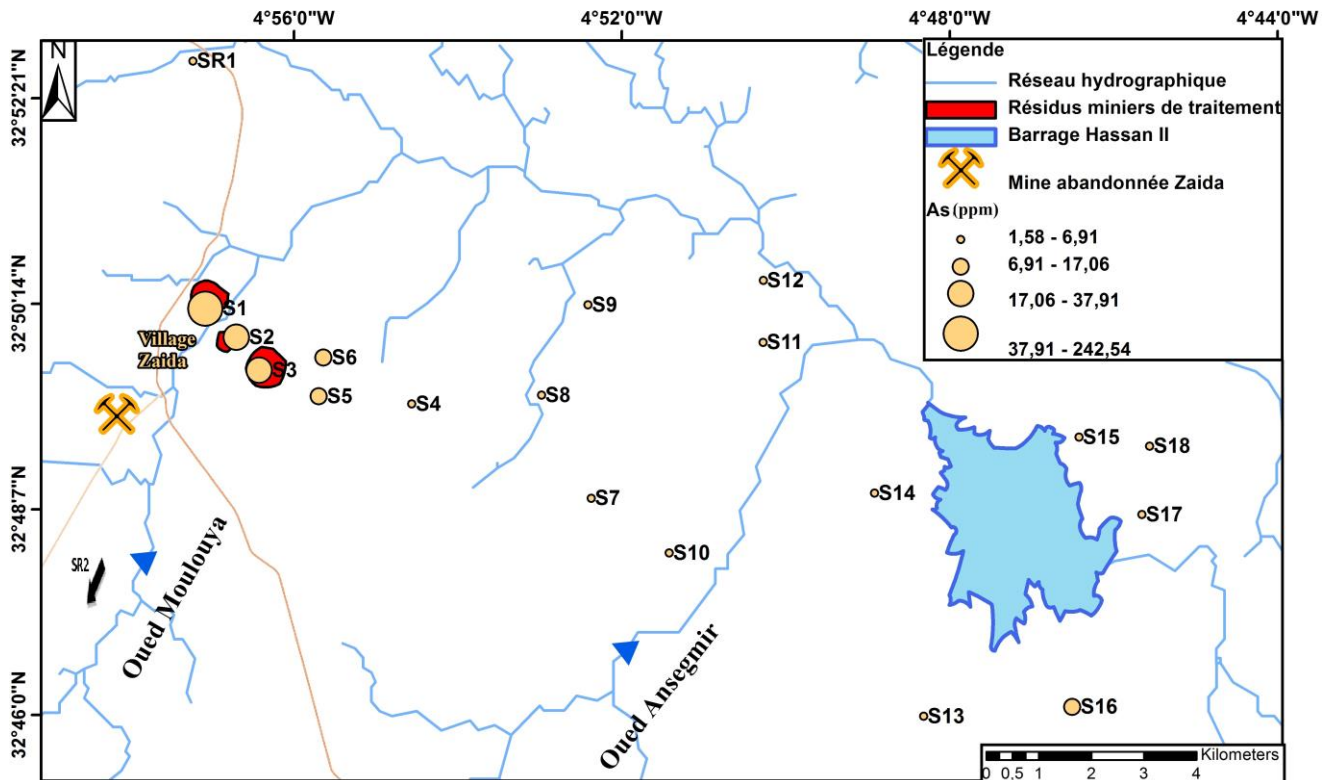 4°56'0"W
4°52'0"W
4°48'0"W
4°44'0"W
32°52'21"N
32°50'14"N
32°48'7"N
32°46'0"N
N
SR1
S1
S2
S3
Village
Zaida
S6
S5
S4
S9
S8
S7
S12
S11
S10
S14
S15
S18
S17
S13
S16
SR2
Oued Moulouya
Oued Ansegmir
Légende
Réseau hydrographique
Résidus miniers de traitement
Barrage Hassan II
Mine abandonnée Zaida
As (ppm)
1,58 - 6,91
6,91 - 17,06
17,06 - 37,91
37,91 - 242,54
Kilometers
0 0,5 1 2 3 4